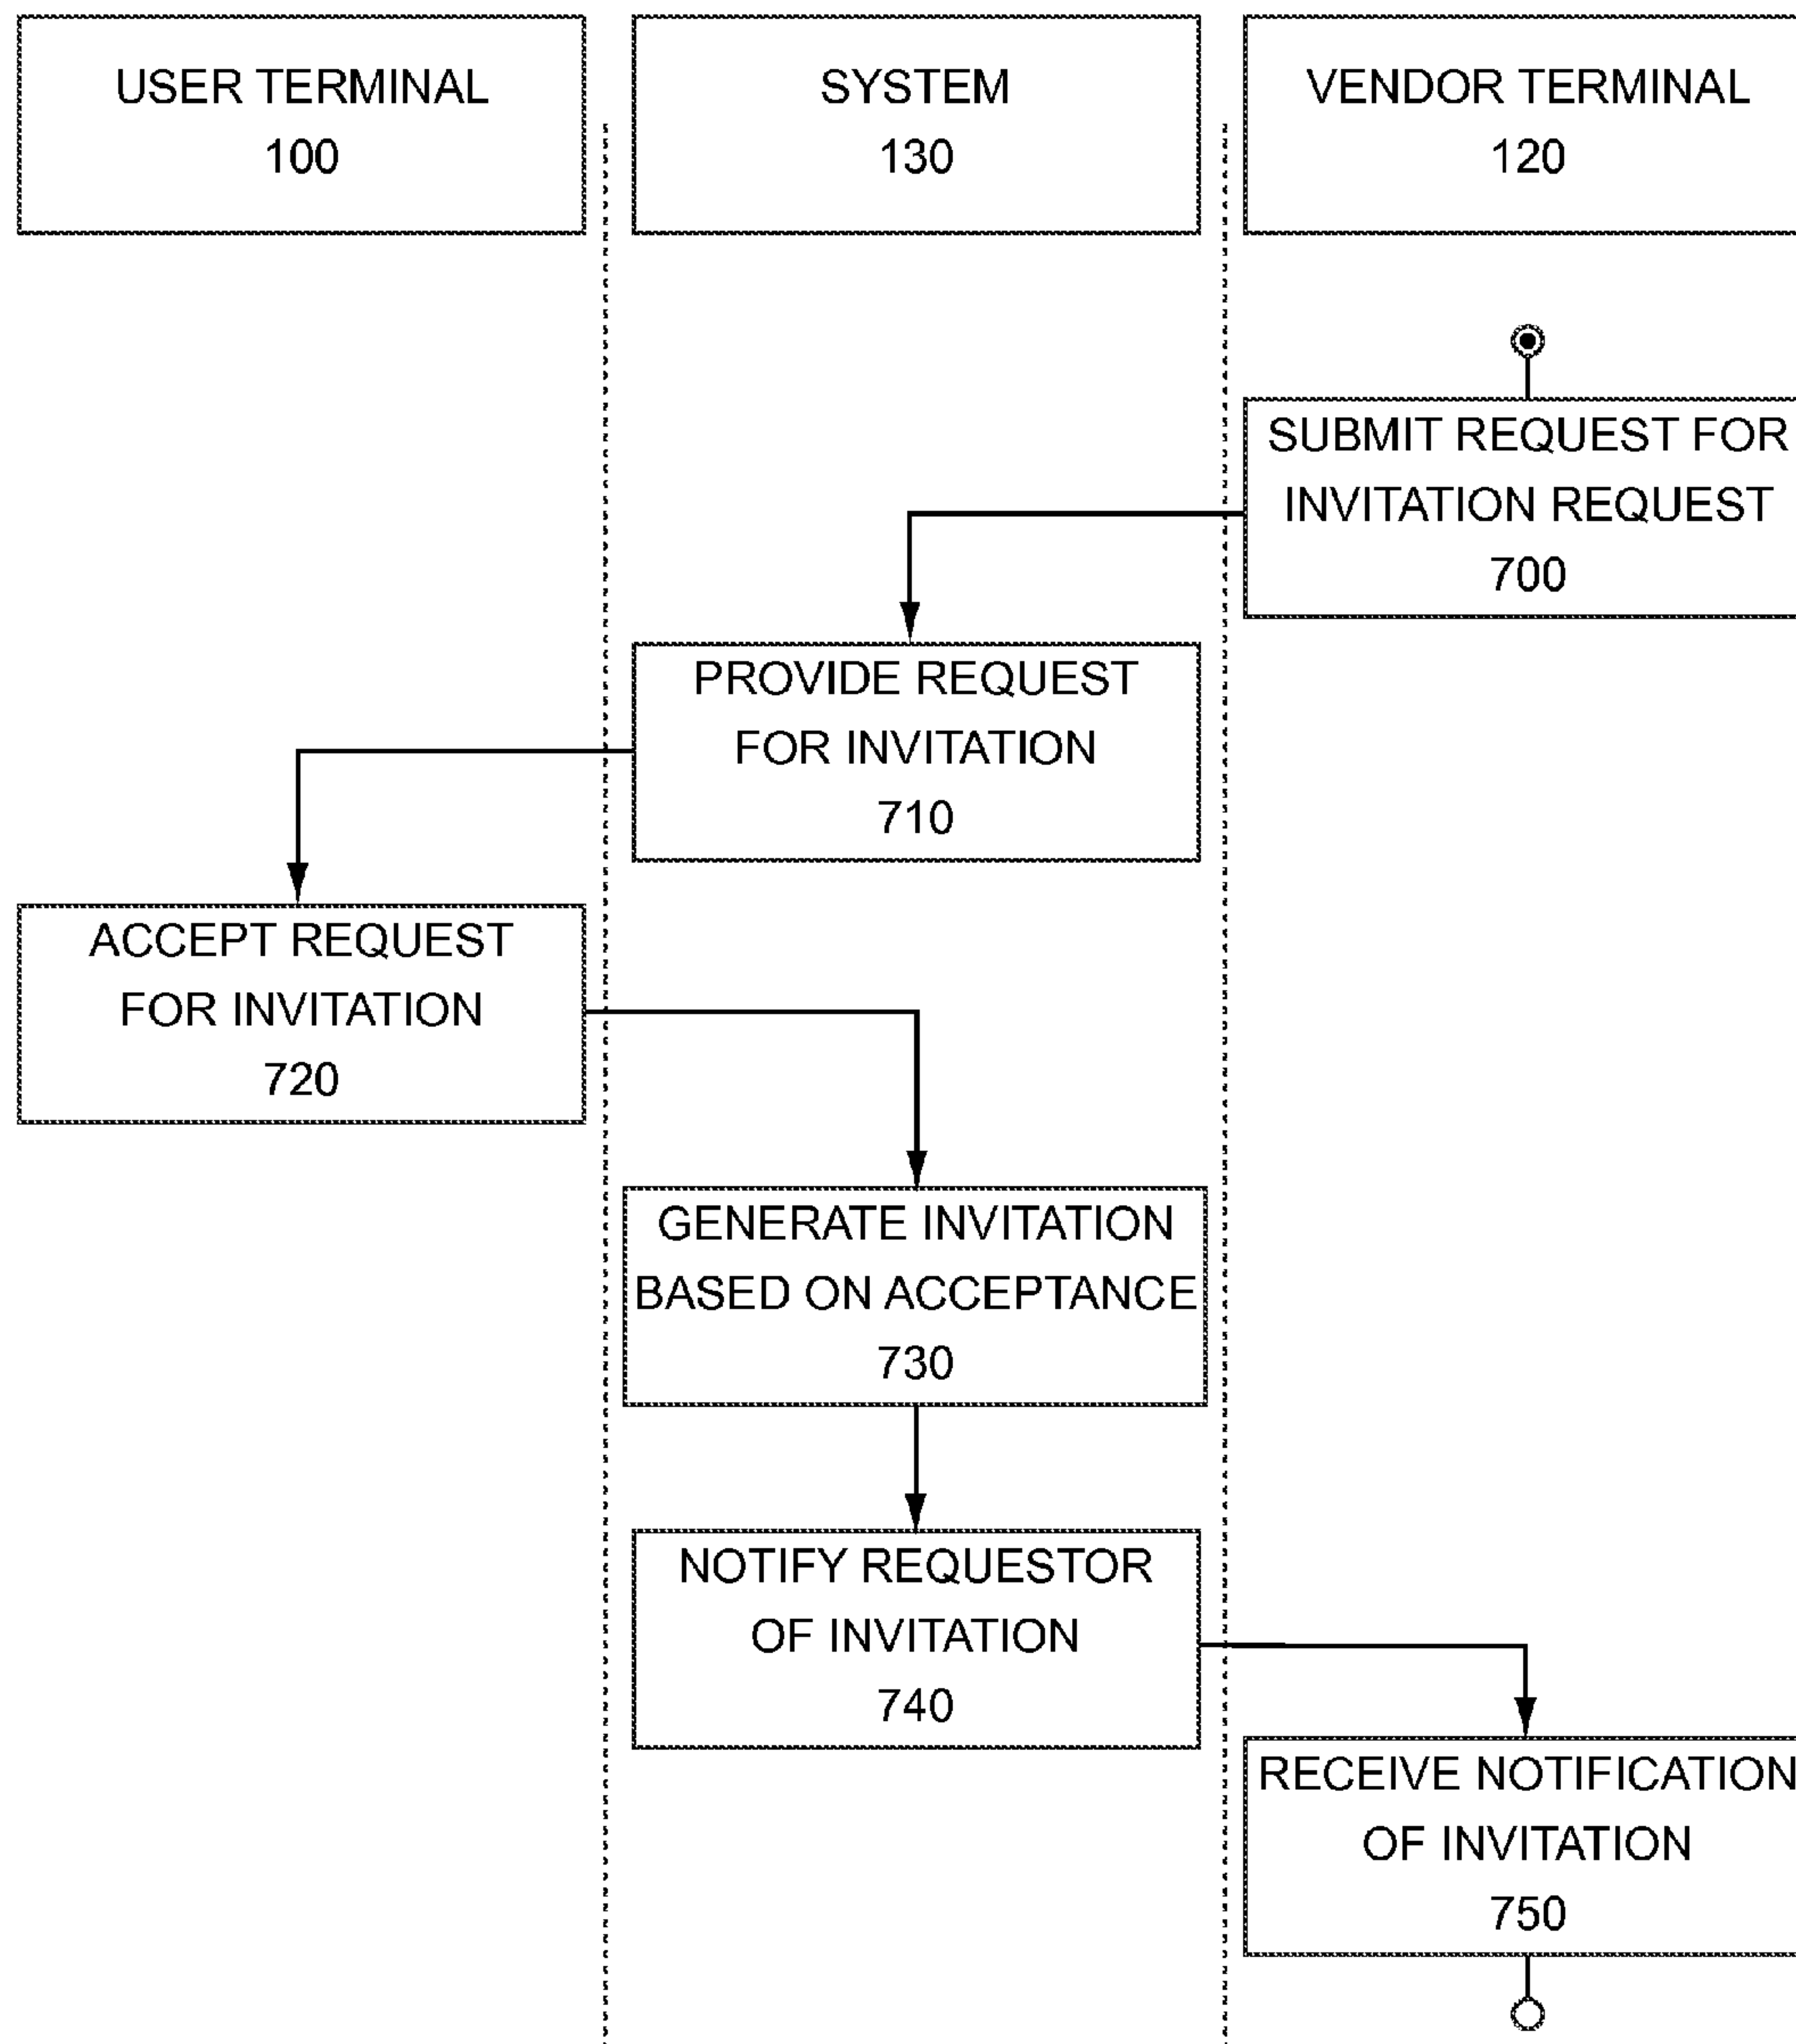 USER TERMINAL
100
SYSTEM
130
VENDOR TERMINAL
120
SUBMIT REQUEST FOR
INVITATION REQUEST
700
PROVIDE REQUEST
FOR INVITATION
710
ACCEPT REQUEST
FOR INVITATION
720
GENERATE INVITATION
BASED ON ACCEPTANCE
730
NOTIFY REQUESTOR
OF INVITATION
740
RECEIVE NOTIFICATION
OF INVITATION
750